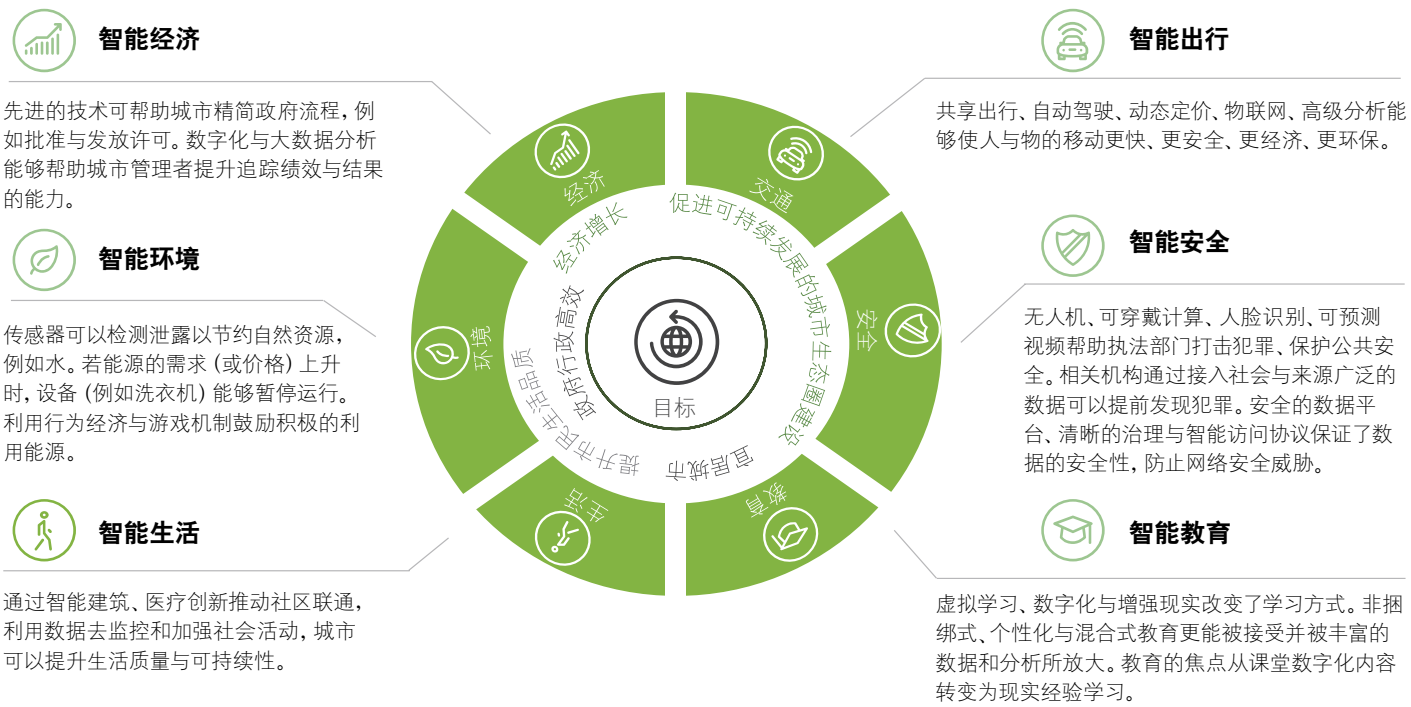 智能经济
先进的技术可帮助城市精简政府流程，例
如批准与发放许可。数字化与大数据分析
能够帮助城市管理者提升追踪绩效与结果
的能力。
智能环境
传感器可以检测泄露以节约自然资源，
例如水。若能源的需求 (或价格) 上升
时，设备 (例如洗衣机) 能够暂停运行。
利用行为经济与游戏机制鼓励积极的利
用能源。
智能生活
通过智能建筑、医疗创新推动社区联通，
利用数据去监控和加强社会活动，城市
可以提升生活质量与可持续性。
经济
交通
安全
教育
生活
环境
经济增长
促进可持续发展的城市生态圈建设
宜居城市
提升市民生活品质
政府行政高效
目标
智能出行
共享出行、自动驾驶、动态定价、物联网、高级分析能
够使人与物的移动更快、更安全、更经济、更环保。
智能安全
无人机、可穿戴计算、人脸识别、可预测
视频帮助执法部门打击犯罪、保护公共安
全。相关机构通过接入社会与来源广泛的
数据可以提前发现犯罪。安全的数据平
台、清晰的治理与智能访问协议保证了数
据的安全性，防止网络安全威胁。
智能教育
虚拟学习、数字化与增强现实改变了学习方式。非捆
绑式、个性化与混合式教育更能被接受并被丰富的
数据和分析所放大。教育的焦点从课堂数字化内容
转变为现实经验学习。